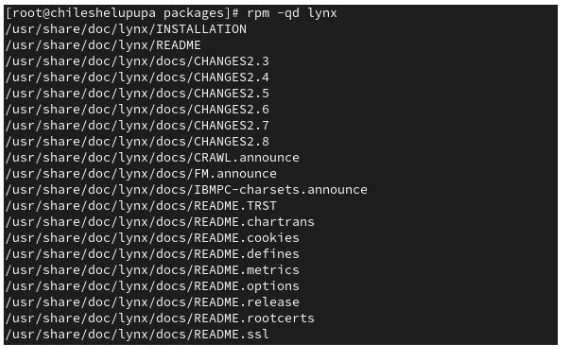 [root@chileshelupupa packages]# rpm -qd lynx
/usr/share/doc/lynx/INSTALLATION
/usr/share/doc/lynx/README
/usr/share/doc/lynx/docs/CHANGES2.3
/usr/share/doc/lynx/docs/CHANGES2.4
/usr/share/doc/lynx/docs/CHANGES2.5
/usr/share/doc/lynx/docs/CHANGES2.6
/usr/share/doc/lynx/docs/CHANGES2.7
/usr/share/doc/lynx/docs/CHANGES2.8
/usr/share/doc/lynx/docs/CRAWL.announce
/usr/share/doc/lynx/docs/FM.announce
/usr/share/doc/lynx/docs/IBMPC-charsets.announce
/usr/share/doc/lynx/docs/README.TRST
/usr/share/doc/lynx/docs/README.chartrans
/usr/share/doc/lynx/docs/README.cookies
/usr/share/doc/lynx/docs/README.defines
/usr/share/doc/lynx/docs/README.metrics
/usr/share/doc/lynx/docs/README.options
/usr/share/doc/lynx/docs/README.release
/usr/share/doc/lynx/docs/README.rootcerts
/usr/share/doc/lynx/docs/README.ssl